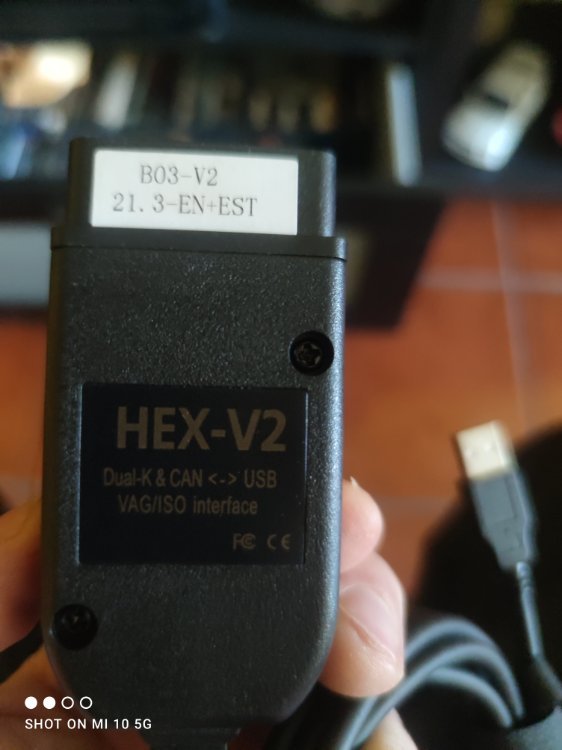 B03-V2
21.3-EN+EST
HEX-V2
Dual-K & CAN <-> USB
VAG/ISO interface
FC CE
SHOT ON MI 10 5G